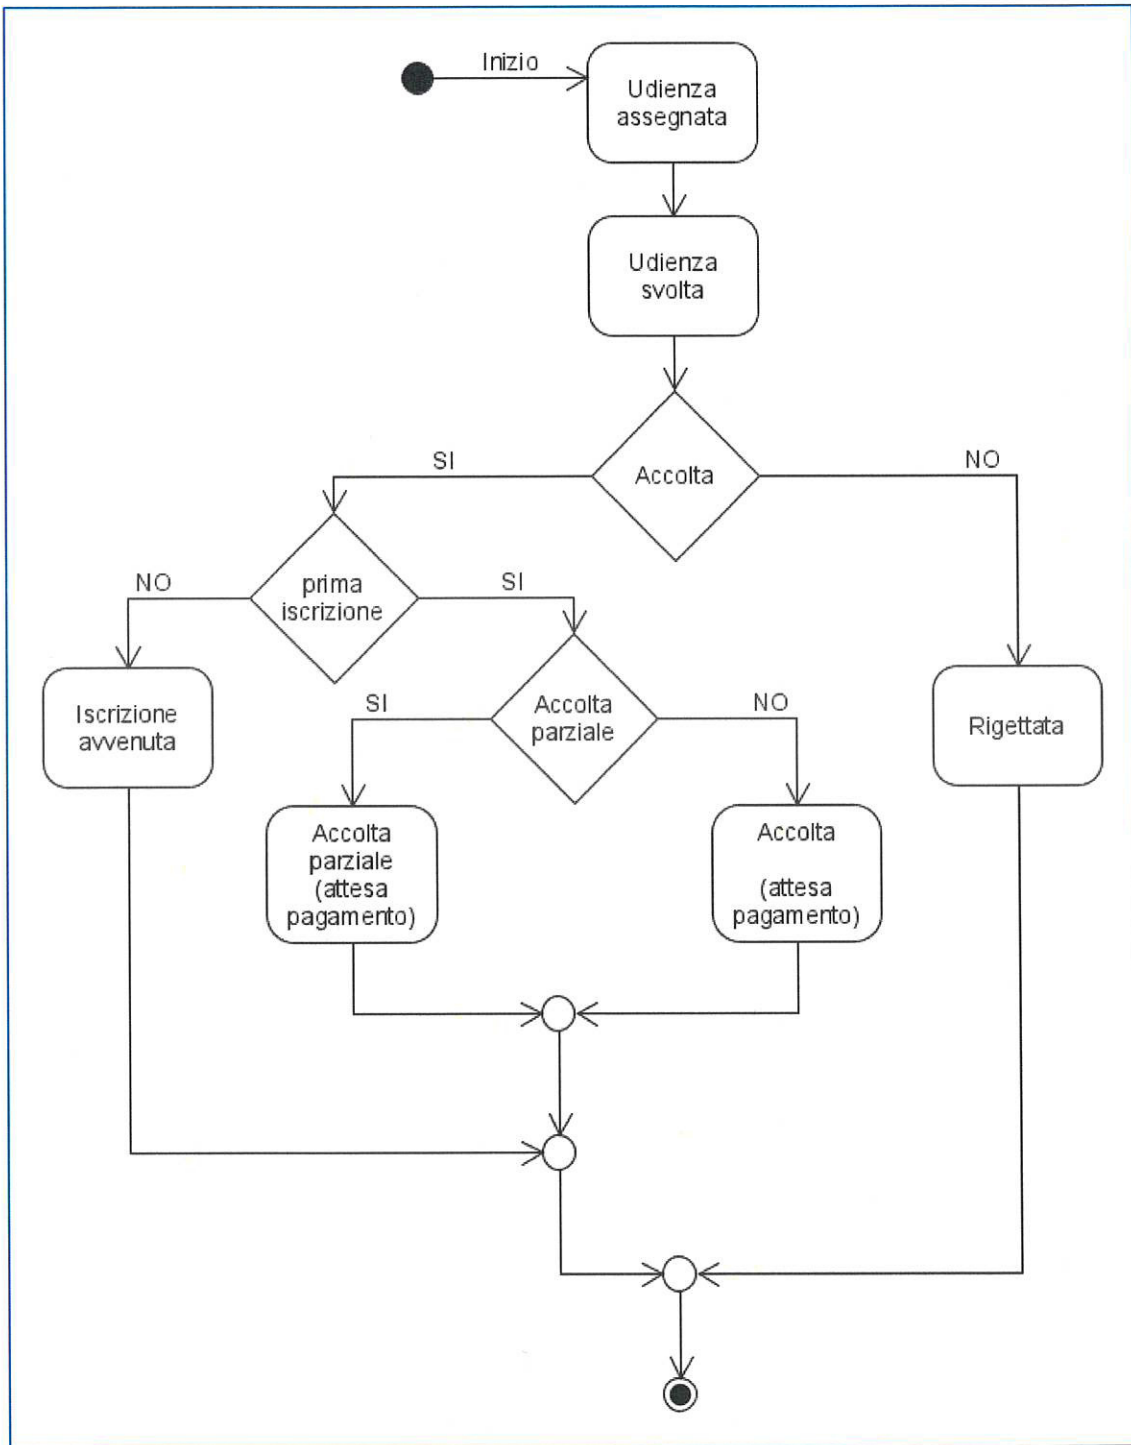 Inizio
Udienza
assegnata
Udienza
svolta
Accolta
SI
NO
prima
iscrizione
NO
SI
Iscrizione
avvenuta
Accolta
parziale
SI
NO
Rigettata
Accolta
parziale
(attesa
pagamento)
Accolta
(attesa
pagamento)